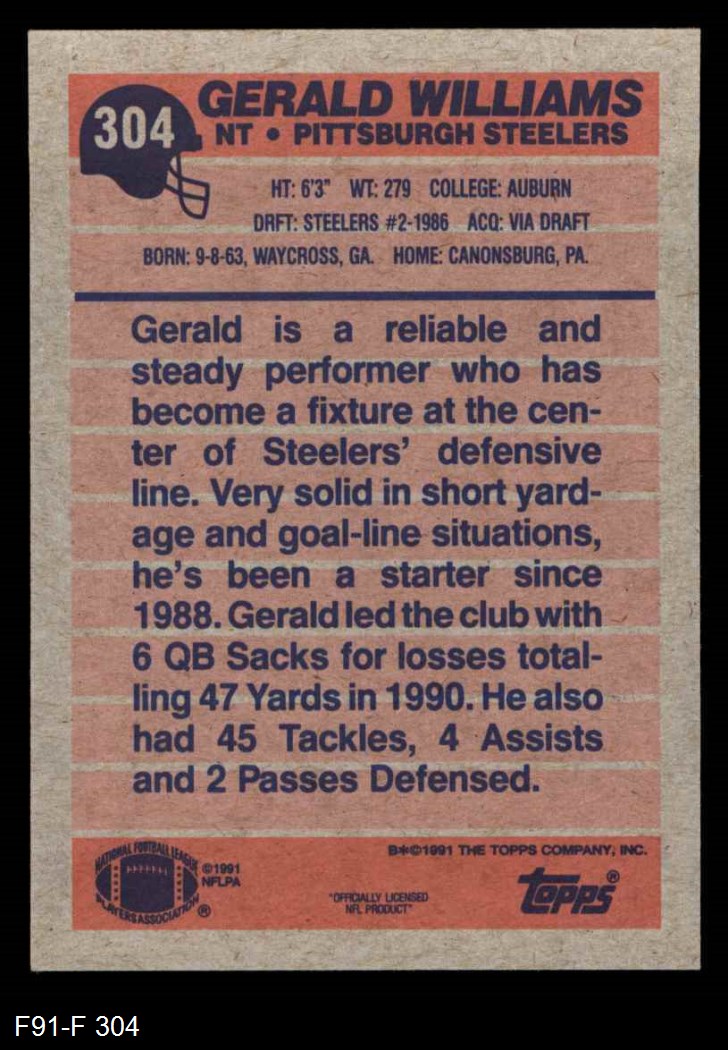 304
GERALD WILLIAMS
NT • PITTSBURGH STEELERS
HT: 6'3" WT: 279 COLLEGE: AUBURN
DRFT: STEELERS #2-1986 ACQ: VIA DRAFT
BORN: 9-8-63, WAYCROSS, GA. HOME: CANONSBURG, PA.
Gerald is a reliable and
steady performer who has
become a fixture at the cen-
ter of Steelers' defensive
line. Very solid in short yard-
age and goal-line situations,
he's been a starter since
1988. Gerald led the club with
6 QB Sacks for losses total-
ling 47 Yards in 1990. He also
had 45 Tackles, 4 Assists
and 2 Passes Defensed.
NATIONAL FOOTBALL LEAGUE
PLAYERS ASSOCIATION ®
©1991
NFLPA
"OFFICIALLY LICENSED
NFL PRODUCT"
B*©1991 THE TOPPS COMPANY, INC.
topps®
F91-F 304